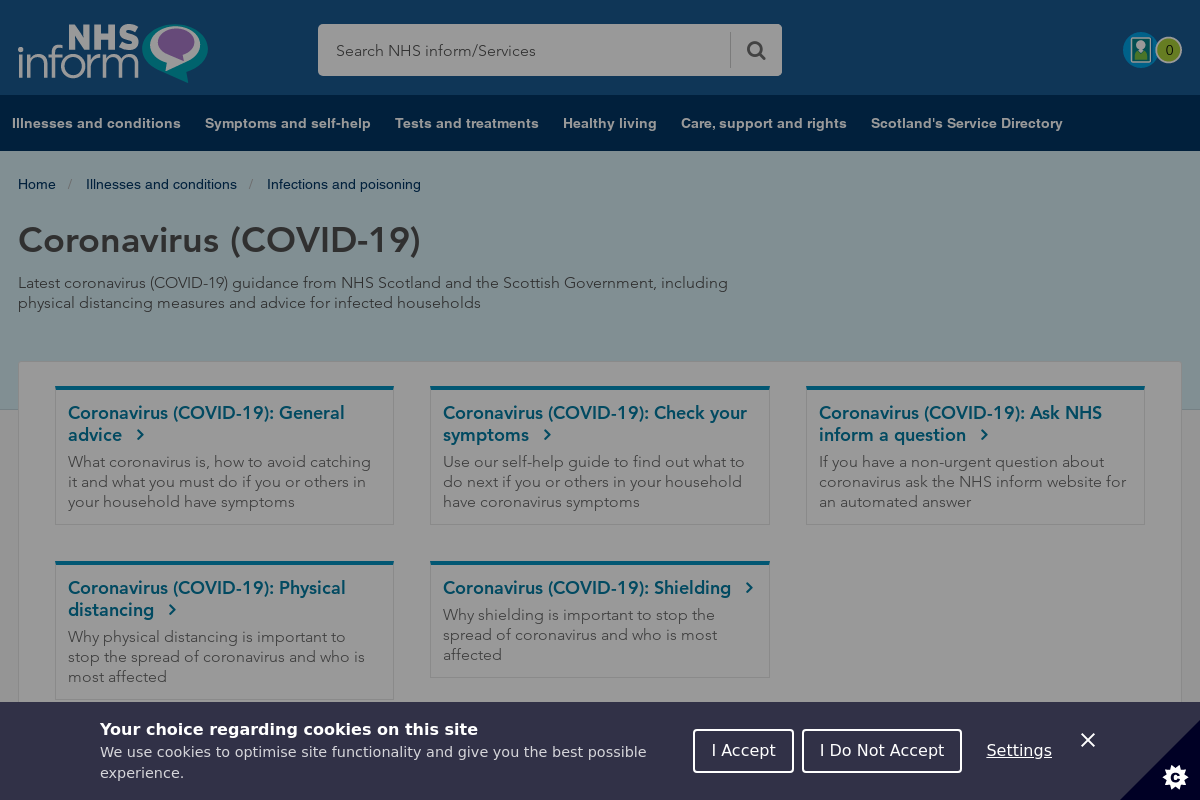 NHS
inform
Search NHS inform/Services
0
Illnesses and conditions Symptoms and self-help Tests and treatments Healthy living Care, support and rights Scotland's Service Directory
Home / Illnesses and conditions / Infections and poisoning
Coronavirus (COVID-19)
Latest coronavirus (COVID-19) guidance from NHS Scotland and the Scottish Government, including
physical distancing measures and advice for infected households
Coronavirus (COVID-19): General
advice
What coronavirus is, how to avoid catching
it and what you must do if you or others in
your household have symptoms
Coronavirus (COVID-19): Check your
symptoms
Use our self-help guide to find out what to
do next if you or others in your household
have coronavirus symptoms
Coronavirus (COVID-19): Ask NHS
inform a question
If you have a non-urgent question about
coronavirus ask the NHS inform website for
an automated answer
Coronavirus (COVID-19): Physical
distancing
Why physical distancing is important to
stop the spread of coronavirus and who is
most affected
Coronavirus (COVID-19): Shielding
Why shielding is important to stop the
spread of coronavirus and who is most
affected
Your choice regarding cookies on this site
We use cookies to optimise site functionality and give you the best possible
experience.
I Accept
I Do Not Accept
Settings
C